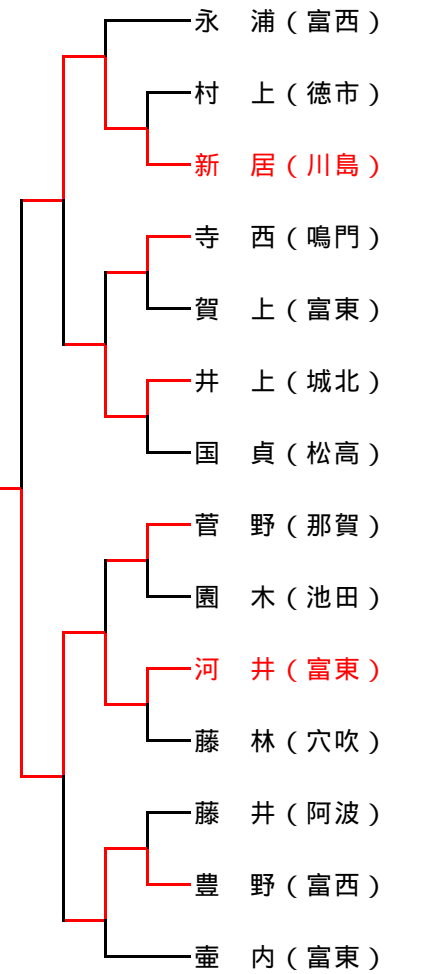 永　浦（富西）
村　上（徳市）
新　居（川島）
寺　西（鳴門）
賀　上（富東）
井　上（城北）
国　貞（松高）
菅　野（那賀）
園　木（池田）
河　井（富東）
藤　林（穴吹）
藤　井（阿波）
豊　野（富西）
壷　内（富東）